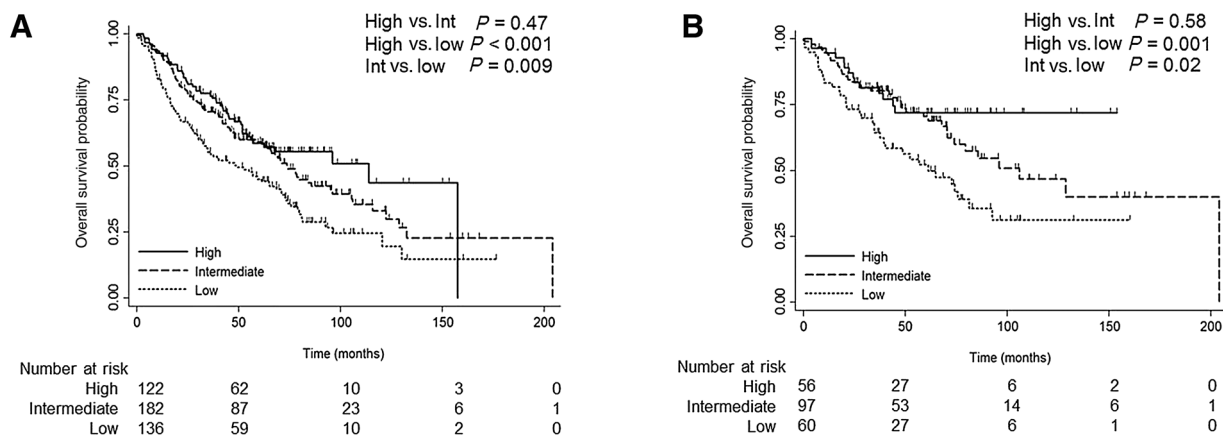 A
High vs. Int P = 0.47
High vs. low P < 0.001
Int vs. low P = 0.009
Overall survival probability
1.00
0.75
0.50
0.25
0.00
High
Intermediate
Low
0 50 100 150 200
Time (months)
Number at risk
High 122 62 10 3 0
Intermediate 182 87 23 6 1
Low 136 59 10 2 0
B
High vs. Int P = 0.58
High vs. low P = 0.001
Int vs. low P = 0.02
Overall survival probability
1.00
0.75
0.50
0.25
0.00
High
Intermediate
Low
0 50 100 150 200
Time (months)
Number at risk
High 56 27 6 2 0
Intermediate 97 53 14 6 1
Low 60 27 6 1 0